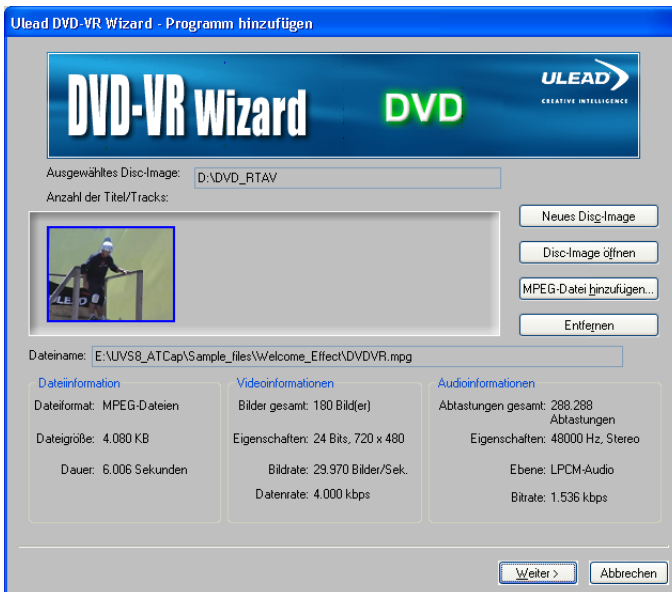 Ulead DVD-VR Wizard - Programm hinzufügen
DVD-VR Wizard
DVD
ULEAD
CREATIVE INTELLIGENCE
Ausgewähltes Disc-Image: D:\DVD_RTAV
Anzahl der Titel/Tracks:
ULEAD
Neues Disc-Image
Disc-Image öffnen
MPEG-Datei hinzufügen...
Entfernen
Dateiname: E:\UVS8_ATCap\Sample_files\Welcome_Effect\DVDVR.mpg
Dateiinformation
Dateiformat: MPEG-Dateien
Dateigröße: 4.080 KB
Dauer: 6.006 Sekunden
Videoinformationen
Bilder gesamt: 180 Bild(er)
Eigenschaften: 24 Bits, 720 x 480
Bildrate: 29.970 Bilder/Sek.
Datenrate: 4.000 kbps
Audioinformationen
Abtastungen gesamt: 288.288
Abtastungen
Eigenschaften: 48000 Hz, Stereo
Ebene: LPCM-Audio
Bitrate: 1.536 kbps
Weiter >
Abbrechen